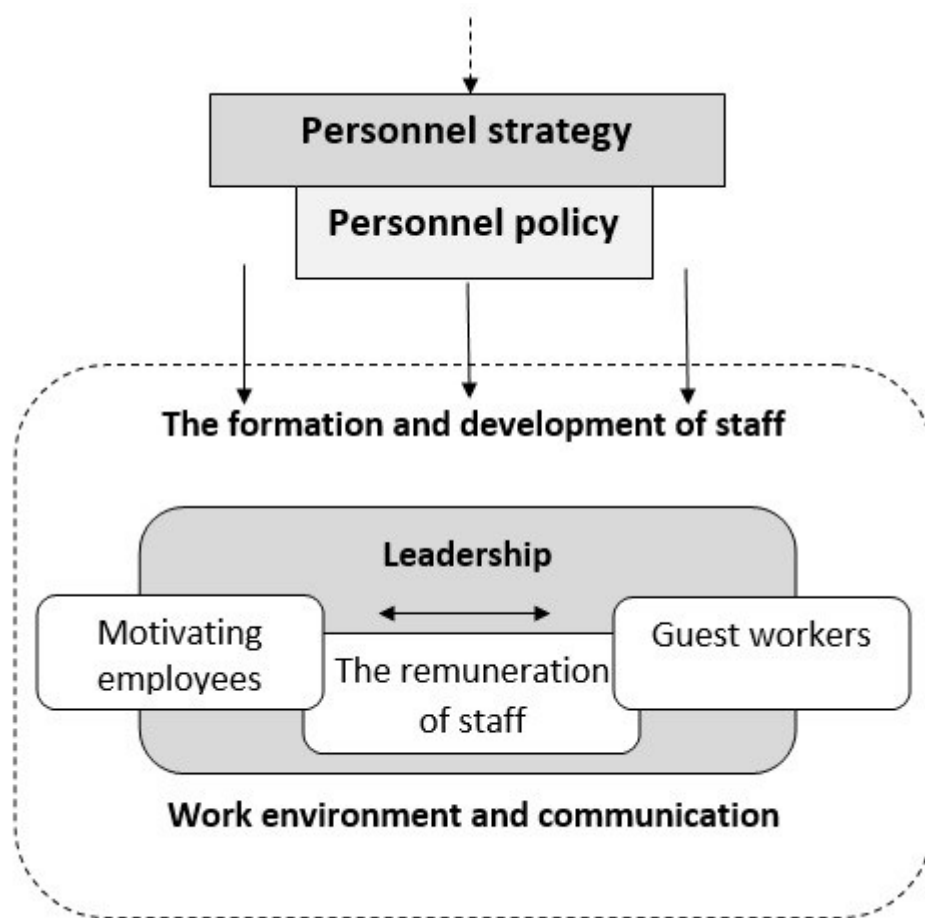 Personnel strategy
Personnel policy
The formation and development of staff
Leadership
Motivating
employees
The remuneration
of staff
Guest workers
Work environment and communication